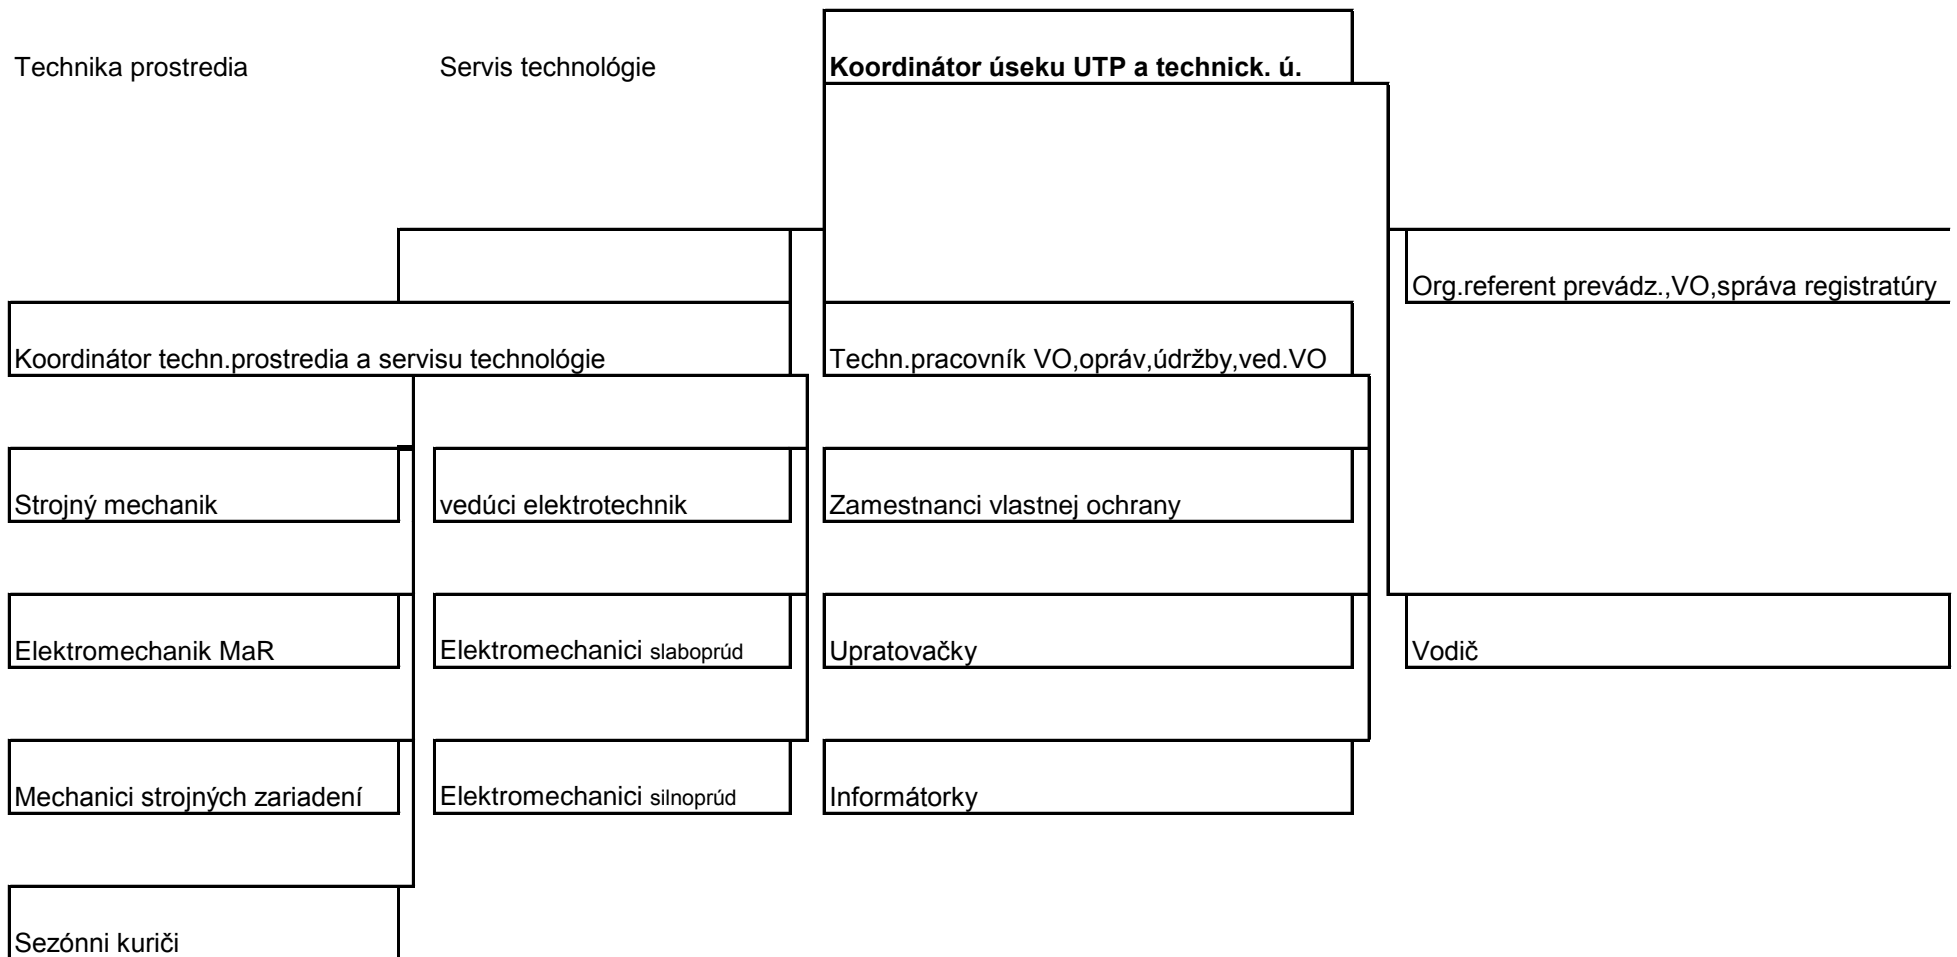 Technika prostredia
Servis technológie
Koordinátor úseku UTP a technick. ú.
Org.referent prevádz.,VO,správa registratúry
Koordinátor techn.prostredia a servisu technológie
Techn.pracovník VO,opráv,údržby,ved.VO
Strojný mechanik
vedúci elektrotechnik
Zamestnanci vlastnej ochrany
Elektromechanik MaR
Elektromechanici slaboprúd
Upratovačky
Vodič
Mechanici strojných zariadení
Elektromechanici silnoprúd
Informátorky
Sezónni kuriči